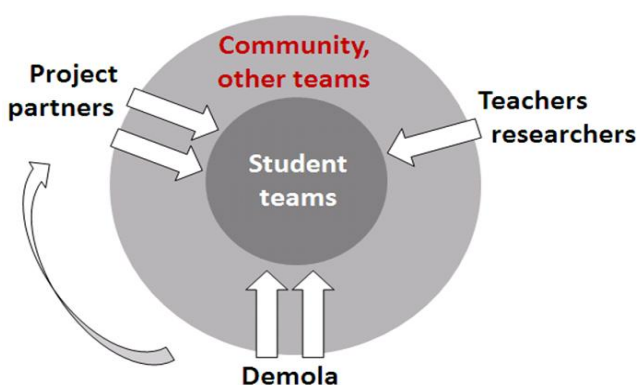 Community,
other teams
Project
partners
Teachers
researchers
Student
teams
Demola